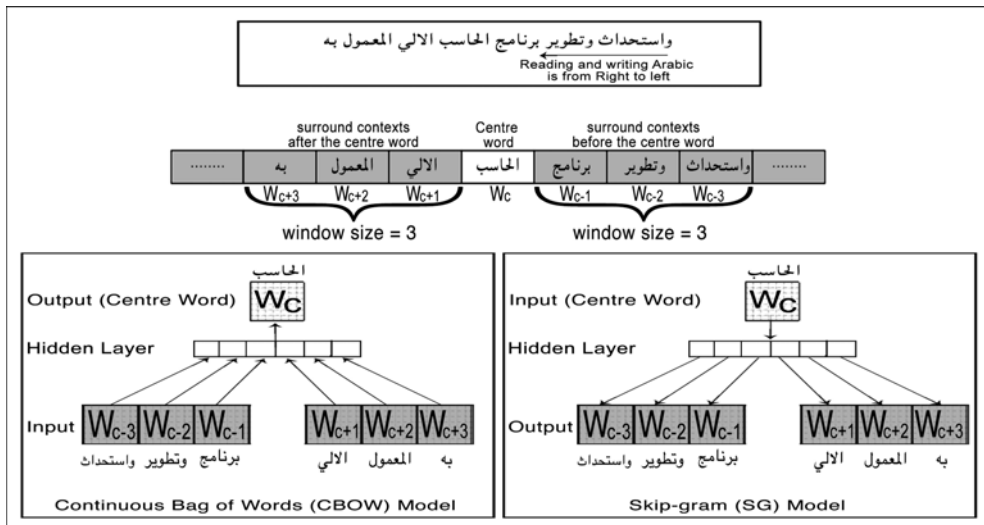 واستحداث وتطوير برنامج الحاسب الالي المعمول به
Reading and writing Arabic
is from Right to left
surround contexts
after the centre word
Centre
word
surround contexts
before the centre word
........ به المعمول الالي الحاسب برنامج وتطوير واستحداث ........
Wc+3 Wc+2 Wc+1 Wc Wc-1 Wc-2 Wc-3
window size = 3 window size = 3
الحاسب
Output (Centre Word) Wc
Hidden Layer
Input Wc-3 Wc-2 Wc-1 Wc+1 Wc+2 Wc+3
واستحداث وتطوير برنامج الالي المعمول به
Continuous Bag of Words (CBOW) Model
الحاسب
Input (Centre Word) Wc
Hidden Layer
Output Wc-3 Wc-2 Wc-1 Wc+1 Wc+2 Wc+3
واستحداث وتطوير برنامج الالي المعمول به
Skip-gram (SG) Model